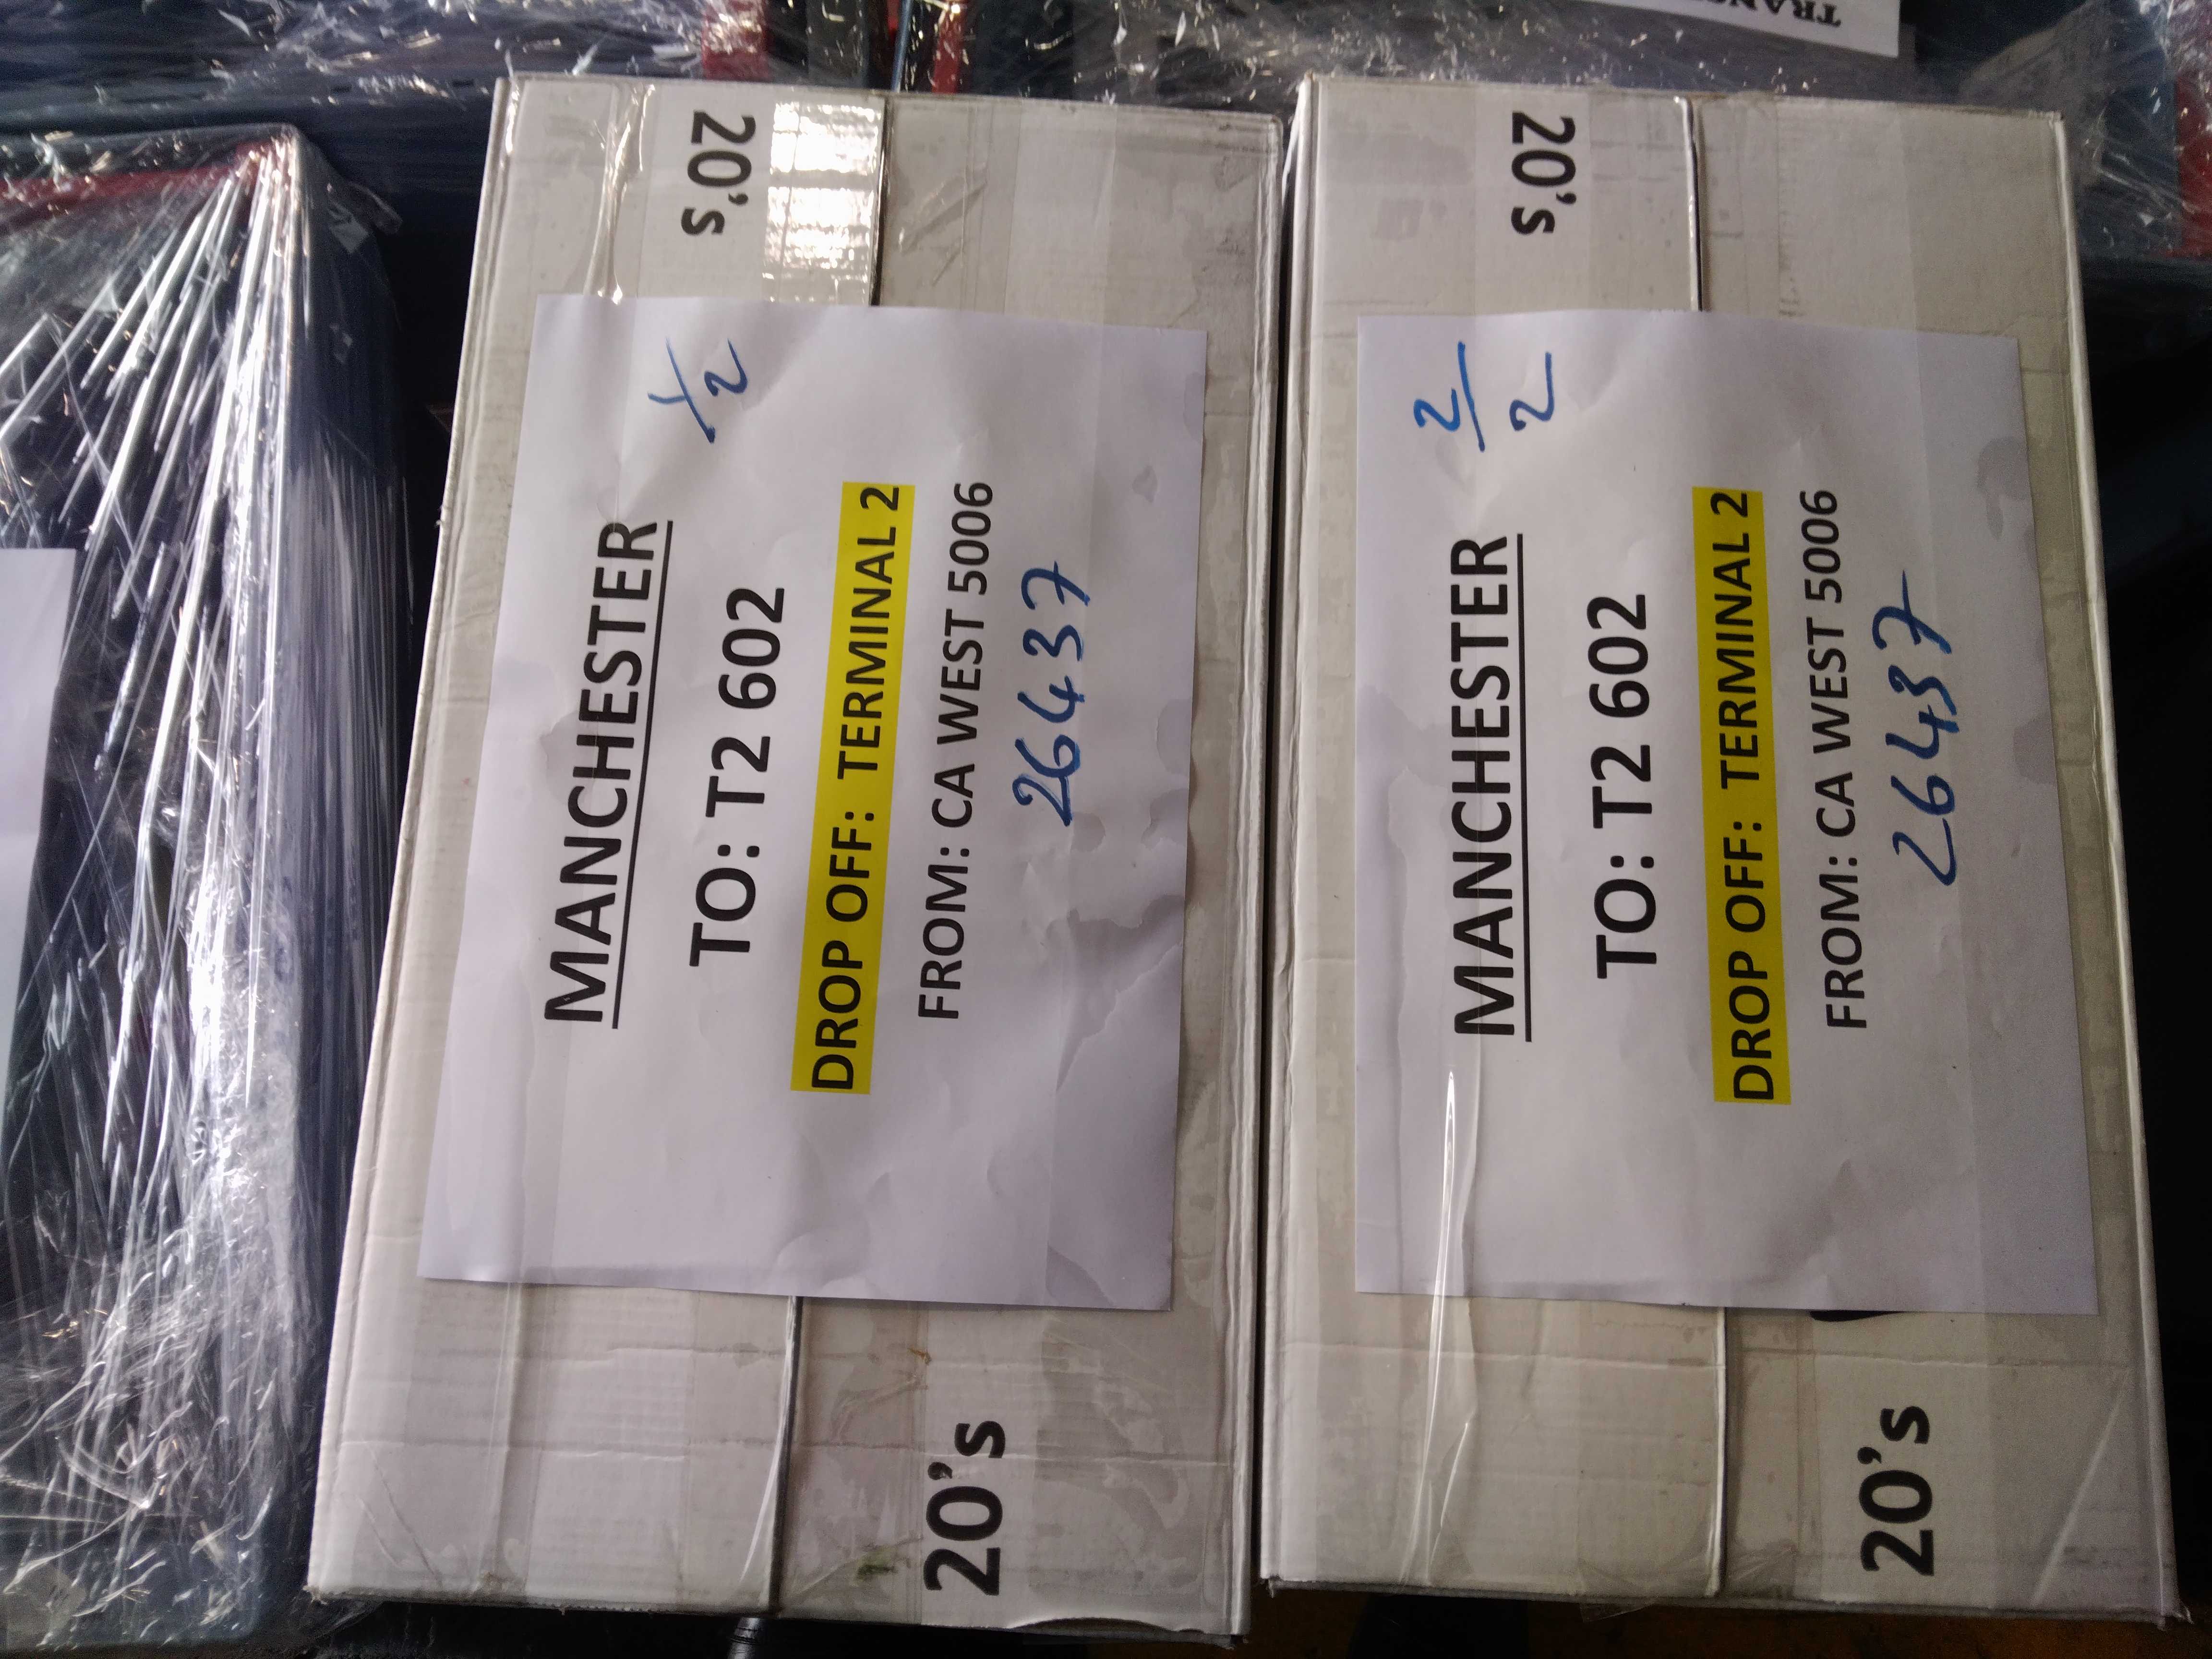 TRANS
20's
1/2
MANCHESTER
TO: T2 602
DROP OFF: TERMINAL 2
FROM: CA WEST 5006
26437
20's
20's
2/2
MANCHESTER
TO: T2 602
DROP OFF: TERMINAL 2
FROM: CA WEST 5006
26437
20's